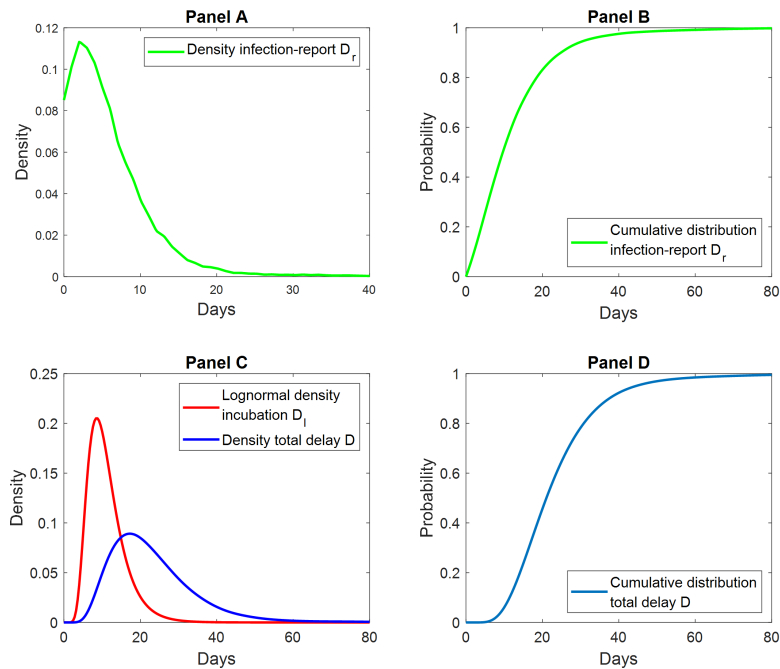 Panel A
0.12
0.1
0.08
0.06
0.04
0.02
0
Density
Density infection-report D_r
0 10 20 30 40
Days
Panel B
1
0.8
0.6
0.4
0.2
0
Probability
Cumulative distribution
infection-report D_r
0 20 40 60 80
Days
Panel C
0.25
0.2
0.15
0.1
0.05
0
Density
Lognormal density
incubation D_I
Density total delay D
0 20 40 60 80
Days
Panel D
1
0.8
0.6
0.4
0.2
0
Probability
Cumulative distribution
total delay D
0 20 40 60 80
Days